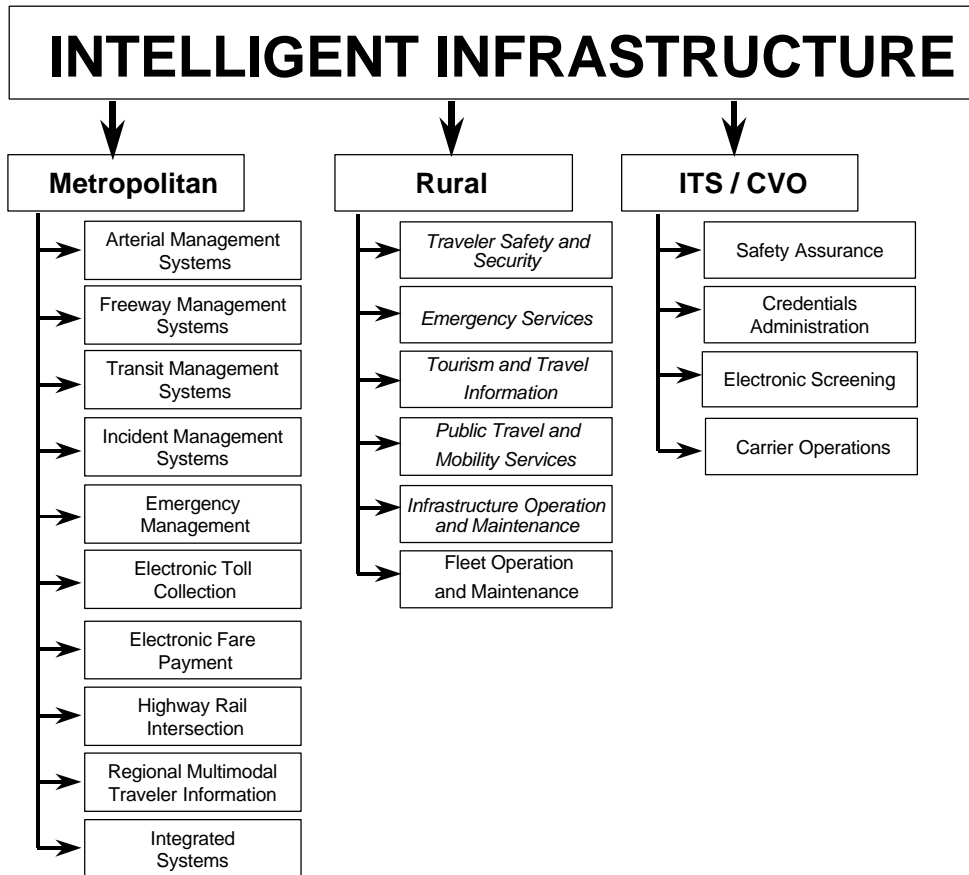 INTELLIGENT INFRASTRUCTURE
Metropolitan
Arterial Management
Systems
Freeway Management
Systems
Transit Management
Systems
Incident Management
Systems
Emergency
Management
Electronic Toll
Collection
Electronic Fare
Payment
Highway Rail
Intersection
Regional Multimodal
Traveler Information
Integrated
Systems
Rural
Traveler Safety and
Security
Emergency Services
Tourism and Travel
Information
Public Travel and
Mobility Services
Infrastructure Operation
and Maintenance
Fleet Operation
and Maintenance
ITS / CVO
Safety Assurance
Credentials
Administration
Electronic Screening
Carrier Operations